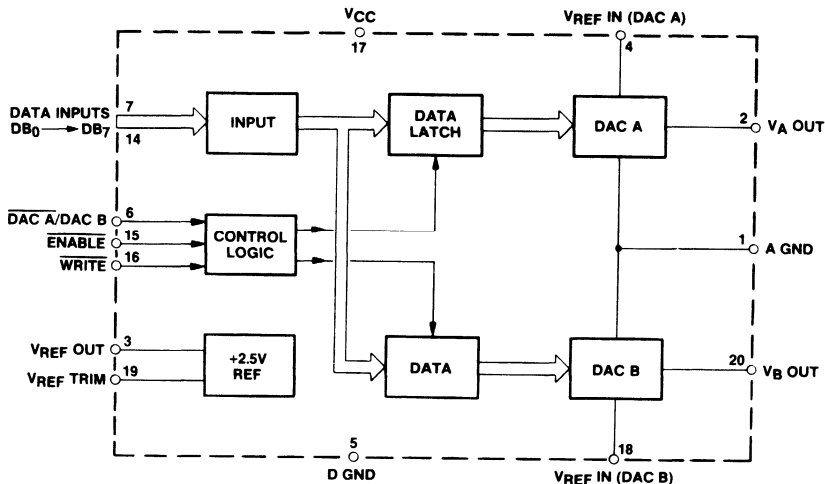 VCC
17
VREF IN (DAC A)
4
DATA INPUTS
DB0 → DB7
7
14
INPUT
DATA
LATCH
DAC A
2
VA OUT
DAC A/DAC B
6
ENABLE
15
WRITE
16
CONTROL
LOGIC
1
A GND
VREF OUT
3
VREF TRIM
19
+2.5V
REF
DATA
DAC B
20
VB OUT
5
D GND
18
VREF IN (DAC B)